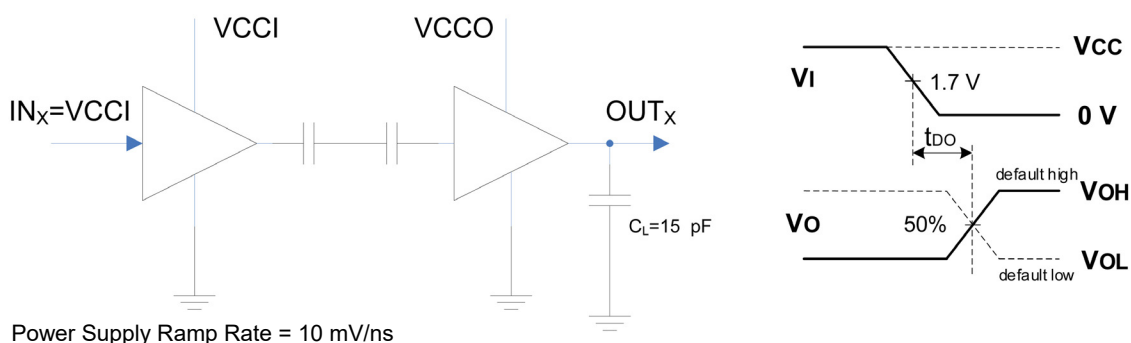 VCCI
VCCO
INX=VCCI
OUTX
CL=15 pF
Power Supply Ramp Rate = 10 mV/ns
VCC
VI
1.7 V
0 V
tDO
default high
VOH
VO
50%
default low
VOL